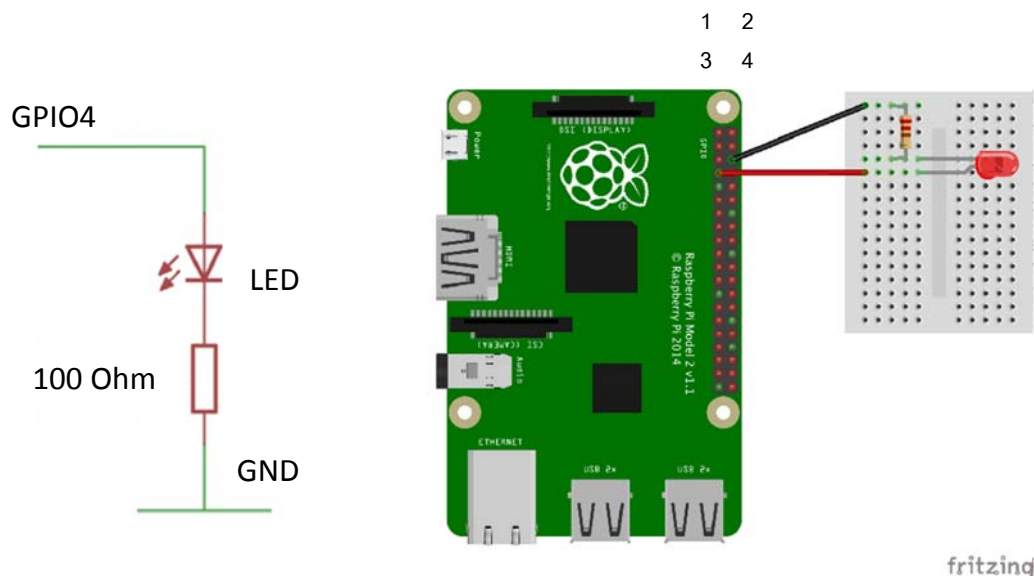 1 2
3 4
GPIO4
LED
100 Ohm
GND
DSI (DISPLAY)
Power
GPIO
HDMI
Raspberry Pi Model 2 v1.1
© Raspberry Pi 2014
CSI (CAMERA)
Audio
ETHERNET
USB 2x
USB 2x
fritzing